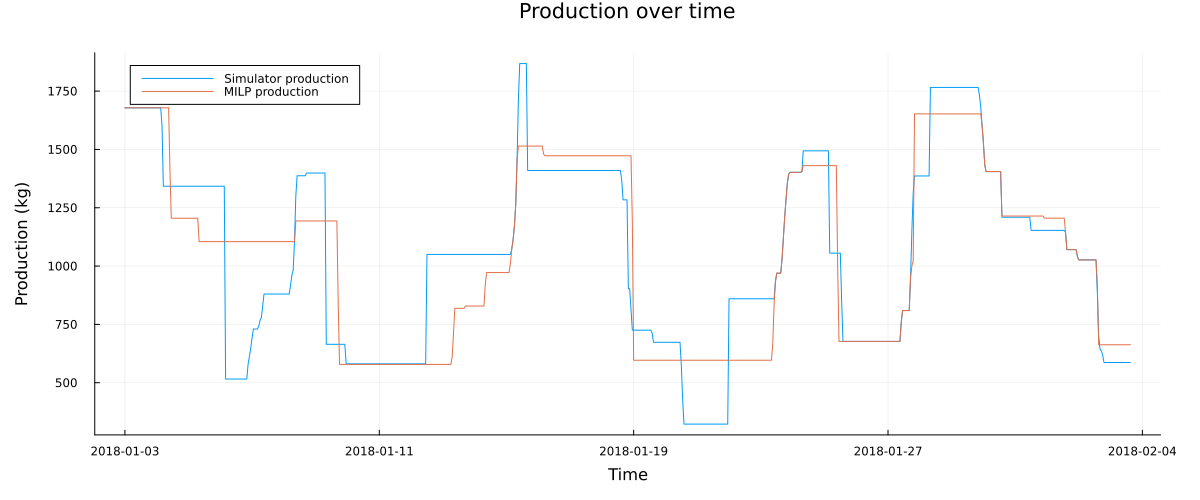 Production over time
Simulator production
MILP production
1750
1500
1250
1000
750
500
Production (kg)
2018-01-03
2018-01-11
2018-01-19
2018-01-27
2018-02-04
Time